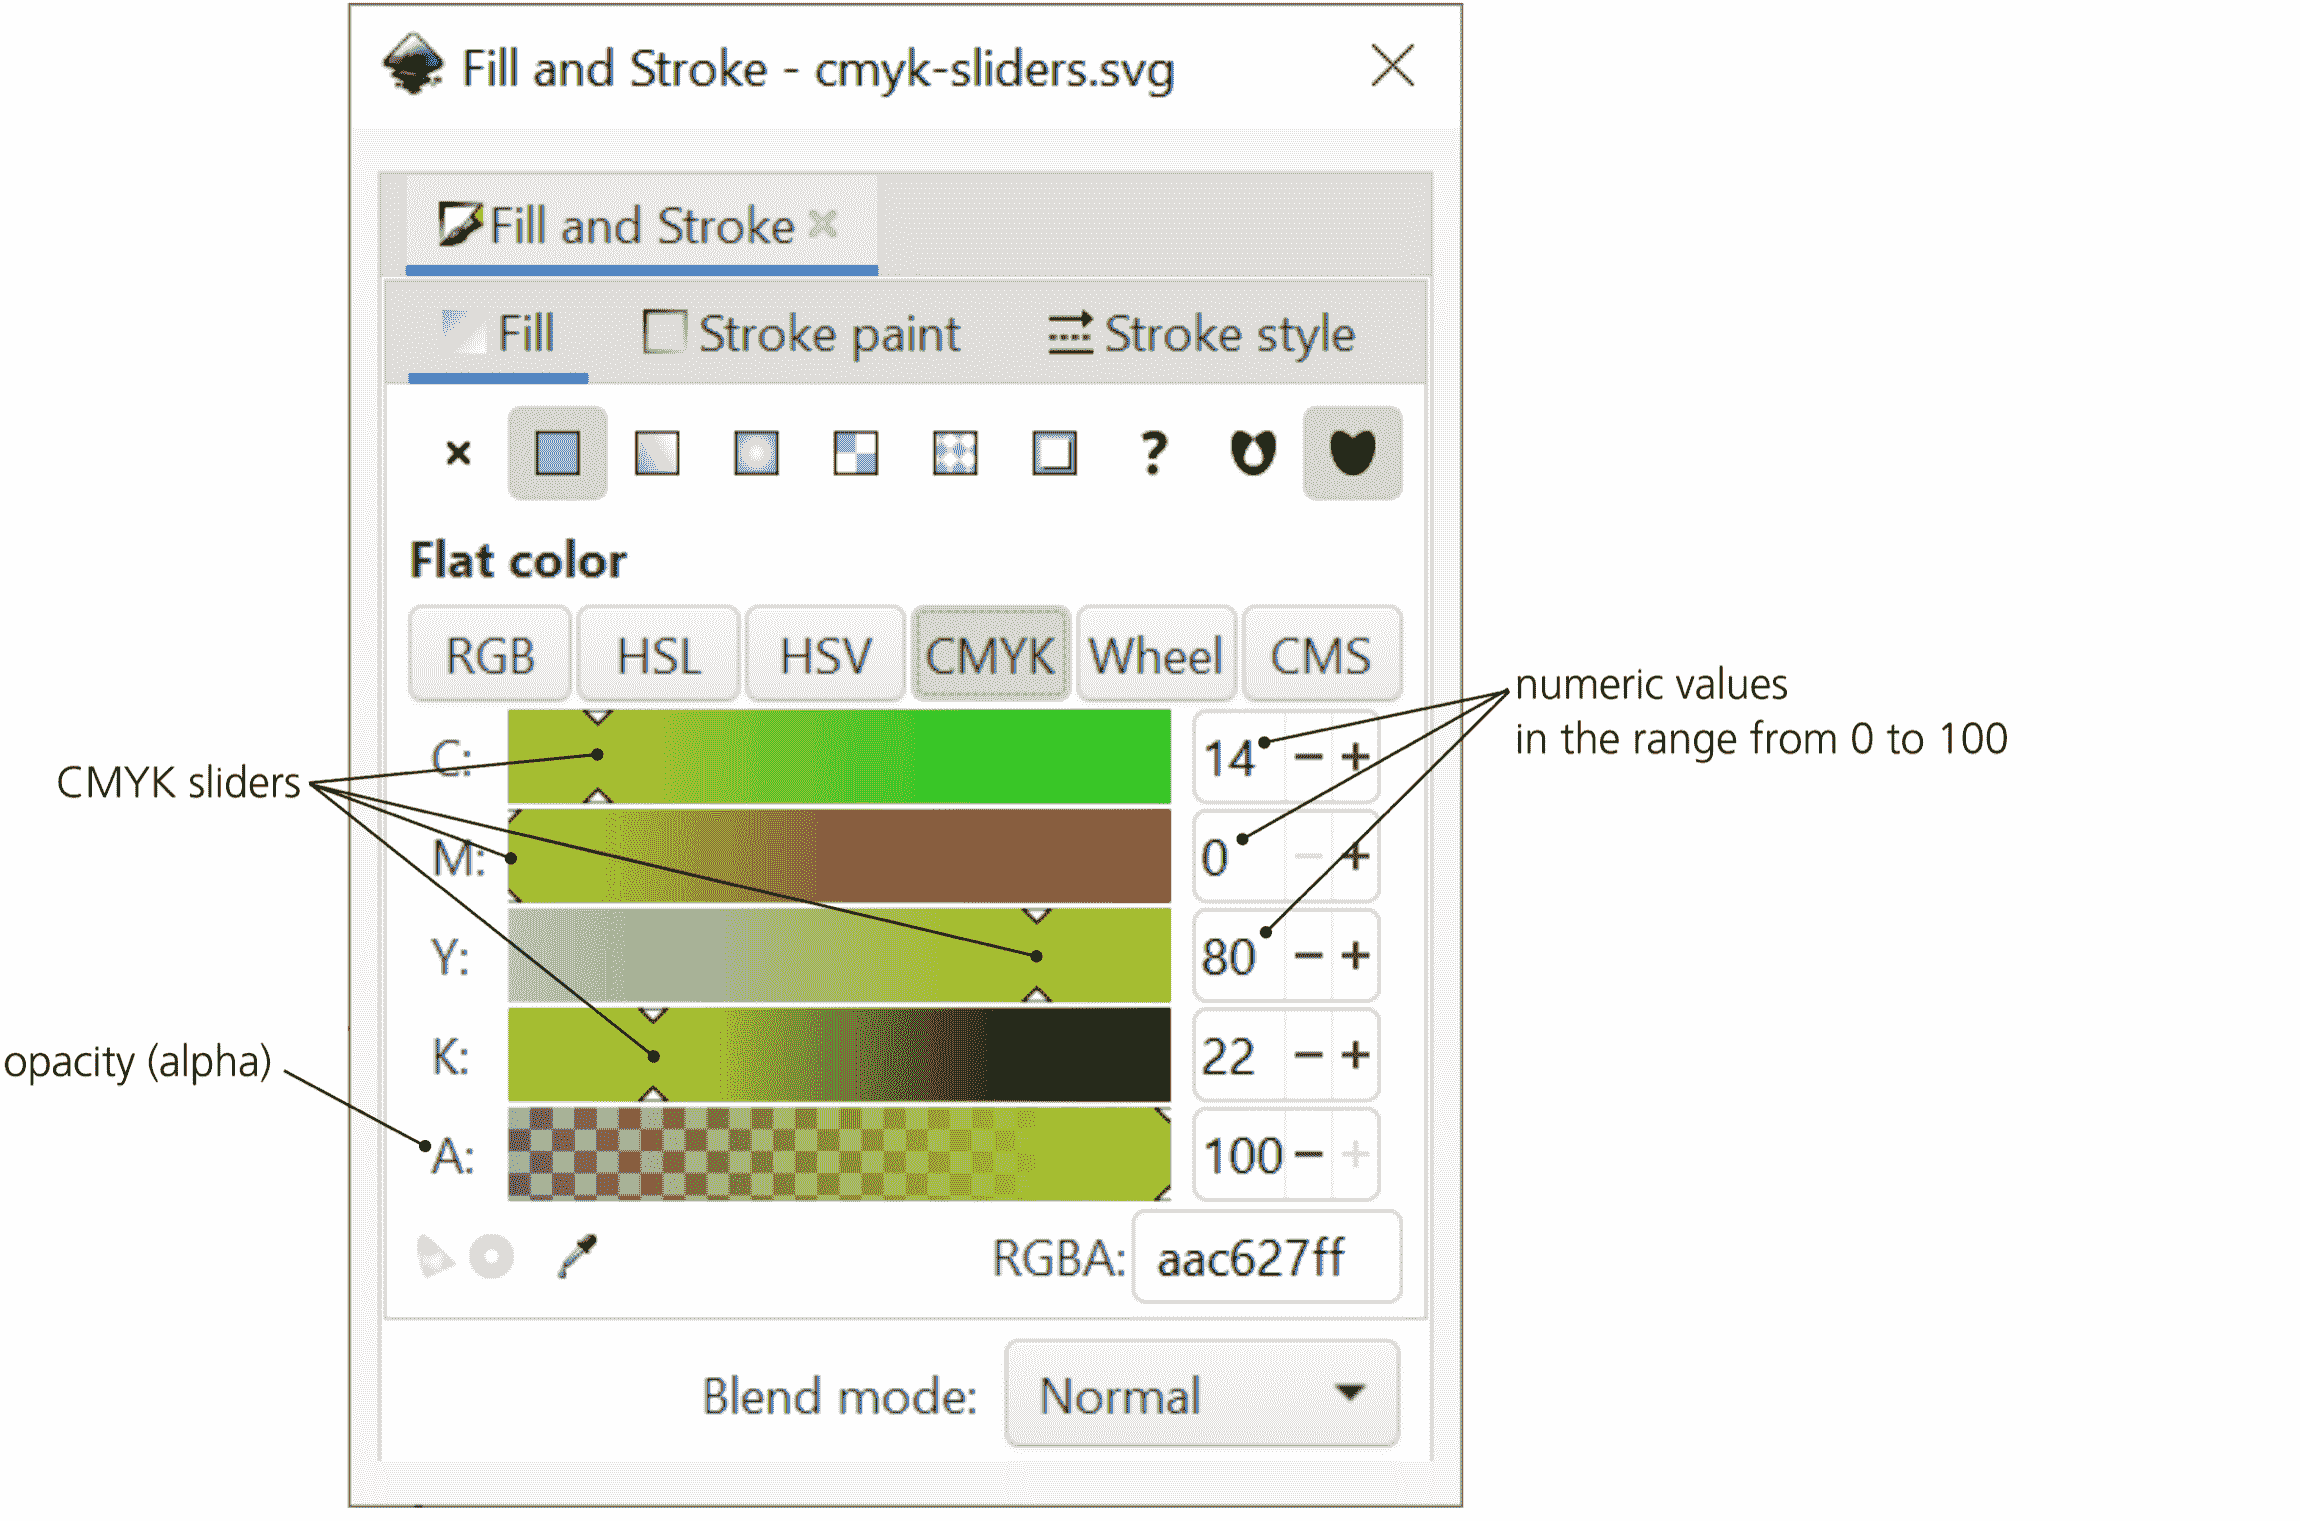 Fill and Stroke - cmyk-sliders.svg
Fill and Stroke
Fill Stroke paint Stroke style
?
Flat color
RGB HSL HSV CMYK Wheel CMS
C: 14 − +
M: 0 − +
Y: 80 − +
K: 22 − +
A: 100 − +
RGBA: aac627ff
Blend mode: Normal
CMYK sliders
opacity (alpha)
numeric values
in the range from 0 to 100